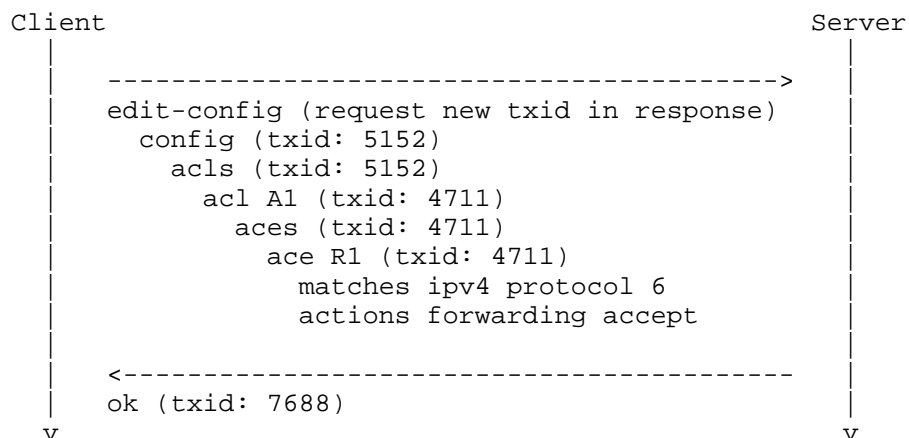 Client                                            Server
  |                                                 |
  |   ------------------------------------------>   |
  |   edit-config (request new txid in response)    |
  |     config (txid: 5152)                         |
  |       acls (txid: 5152)                         |
  |         acl A1 (txid: 4711)                     |
  |           aces (txid: 4711)                     |
  |             ace R1 (txid: 4711)                 |
  |               matches ipv4 protocol 6           |
  |               actions forwarding accept         |
  |                                                 |
  |   <------------------------------------------   |
  |   ok (txid: 7688)                               |
  v                                                 v